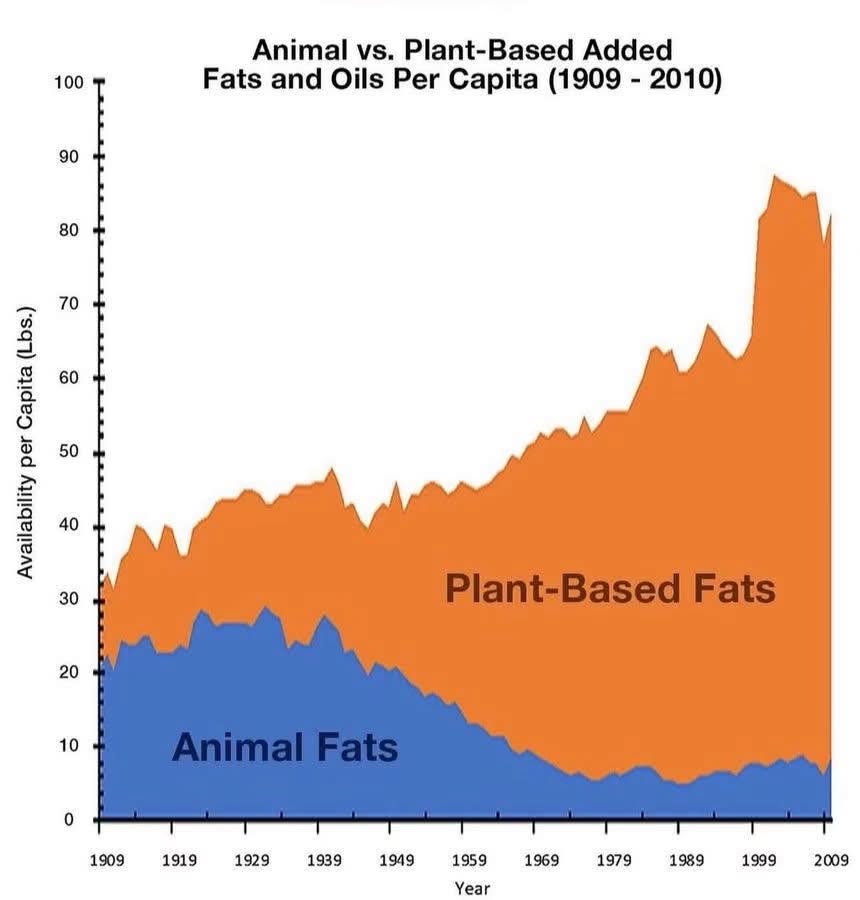 Animal vs. Plant-Based Added
Fats and Oils Per Capita (1909 - 2010)
Availability per Capita (Lbs.)
100
90
80
70
60
50
40
30
20
10
0
Plant-Based Fats
Animal Fats
1909 1919 1929 1939 1949 1959 1969 1979 1989 1999 2009
Year